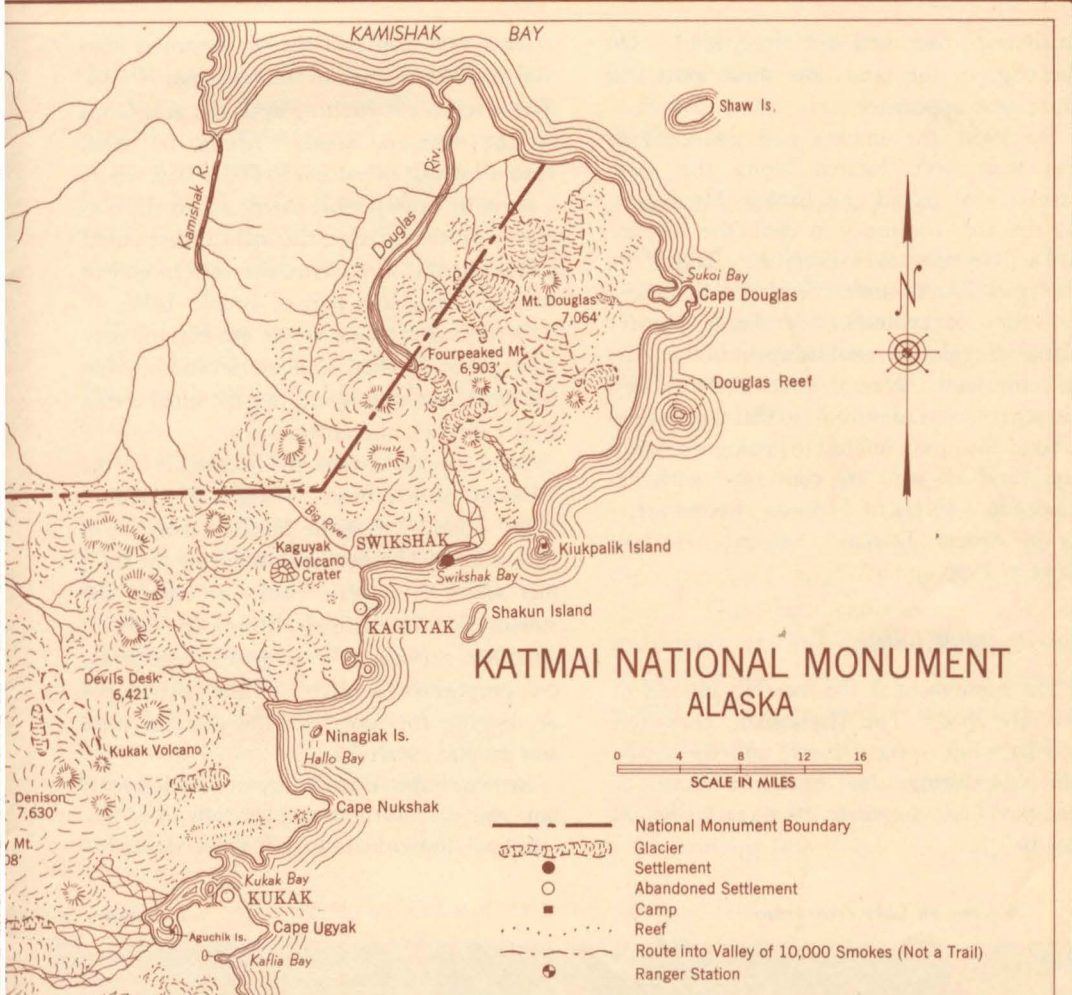 KAMISHAK BAY
Shaw Is.
Kamishak R.
Douglas Riv.
Sukoi Bay
Cape Douglas
Mt. Douglas
7,064'
N
Fourpeaked Mt.
6,903'
Douglas Reef
Big River
SWIKSHAK
Kaguyak
Volcano
Crater
Kiukpalik Island
Swikshak Bay
Shakun Island
KAGUYAK
KATMAI NATIONAL MONUMENT
ALASKA
Devils Desk
6,421'
Ninagiak Is.
Hallo Bay
Kukak Volcano
0 4 8 12 16
SCALE IN MILES
Denison
7,630'
Cape Nukshak
Mt.
08'
National Monument Boundary
Glacier
Settlement
Abandoned Settlement
Camp
Reef
Route into Valley of 10,000 Smokes (Not a Trail)
Ranger Station
Kukak Bay
KUKAK
Cape Ugyak
Aguchik Is.
Kaflia Bay